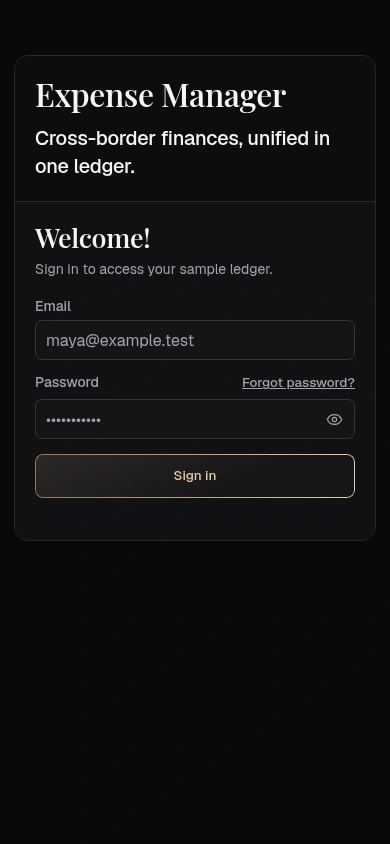 Expense Manager
Cross-border finances, unified in
one ledger.
Welcome!
Sign in to access your sample ledger.
Email
maya@example.test
Password
Forgot password?
•••••••••••
Sign in